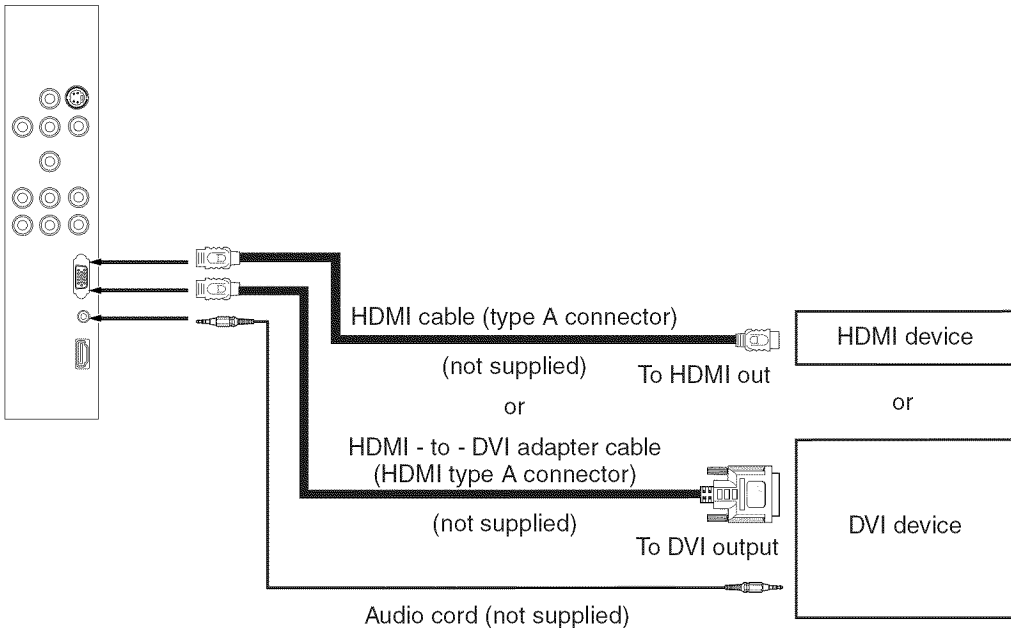 HDMI cable (type A connector)
HDMI device
(not supplied)
To HDMI out
or
or
HDMI - to - DVI adapter cable
(HDMI type A connector)
(not supplied)
To DVI output
DVI device
Audio cord (not supplied)